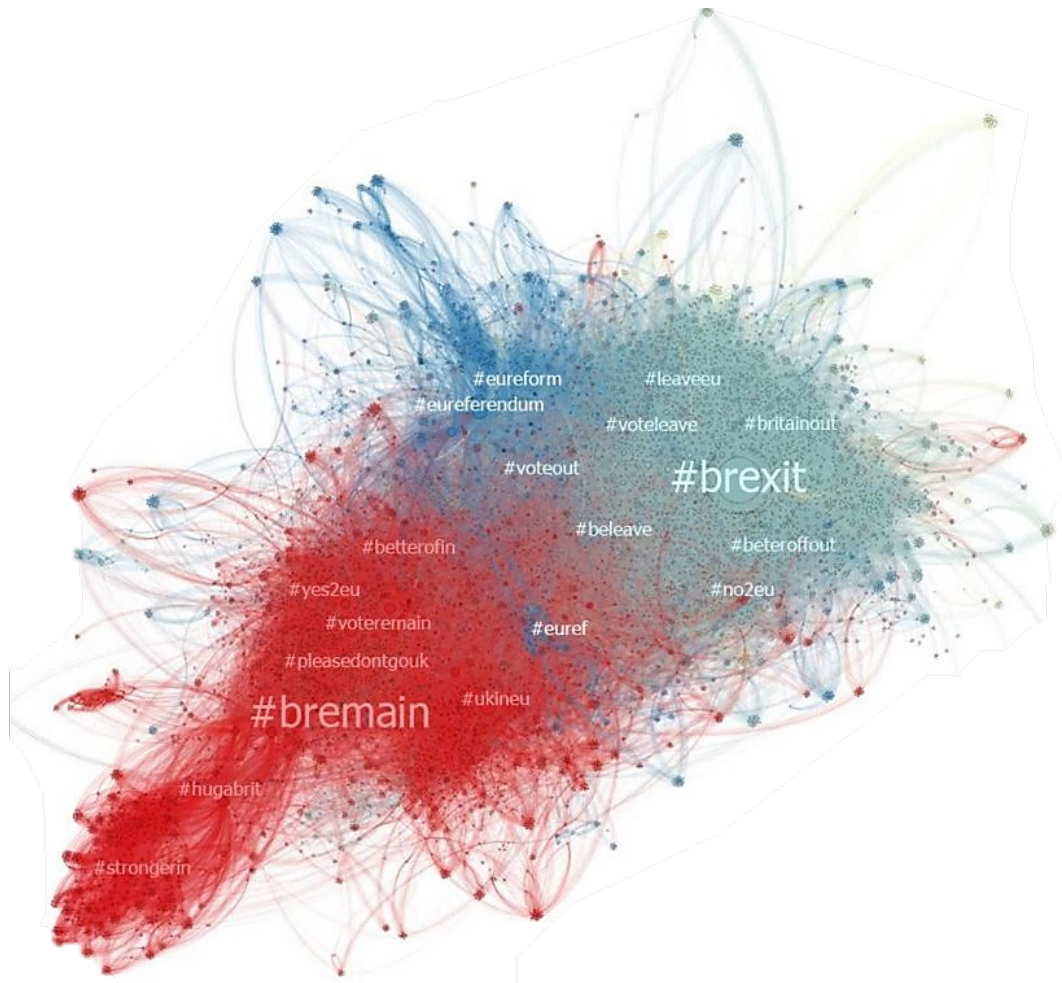 #eureform
#leaveeu
#eureferendum
#voteleave
#britainout
#voteout
#brexit
#beleave
#betterofin
#beteroffout
#yes2eu
#no2eu
#voteremain
#euref
#pleasedontgouk
#ukineu
#bremain
#hugabrit
#strongerin